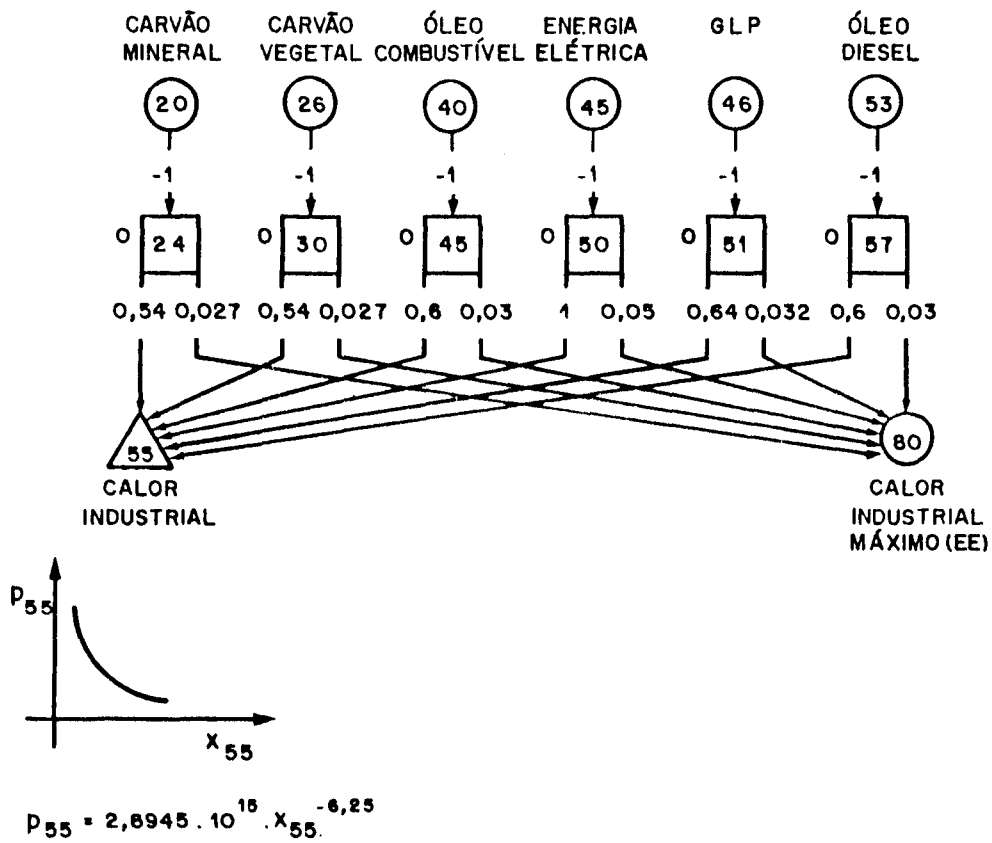 CARVÃO MINERAL
CARVÃO VEGETAL
ÓLEO COMBUSTÍVEL
ENERGIA ELÉTRICA
GLP
ÓLEO DIESEL
20 26 40 45 46 53
-1 -1 -1 -1 -1 -1
0 24 0 30 0 45 0 50 0 51 0 57
0,54 0,027 0,54 0,027 0,6 0,03 1 0,05 0,64 0,032 0,6 0,03
55
80
CALOR INDUSTRIAL
CALOR INDUSTRIAL MÁXIMO (EE)
P55
X55
P55 = 2,6945 . 10^15 . X55^-6,25